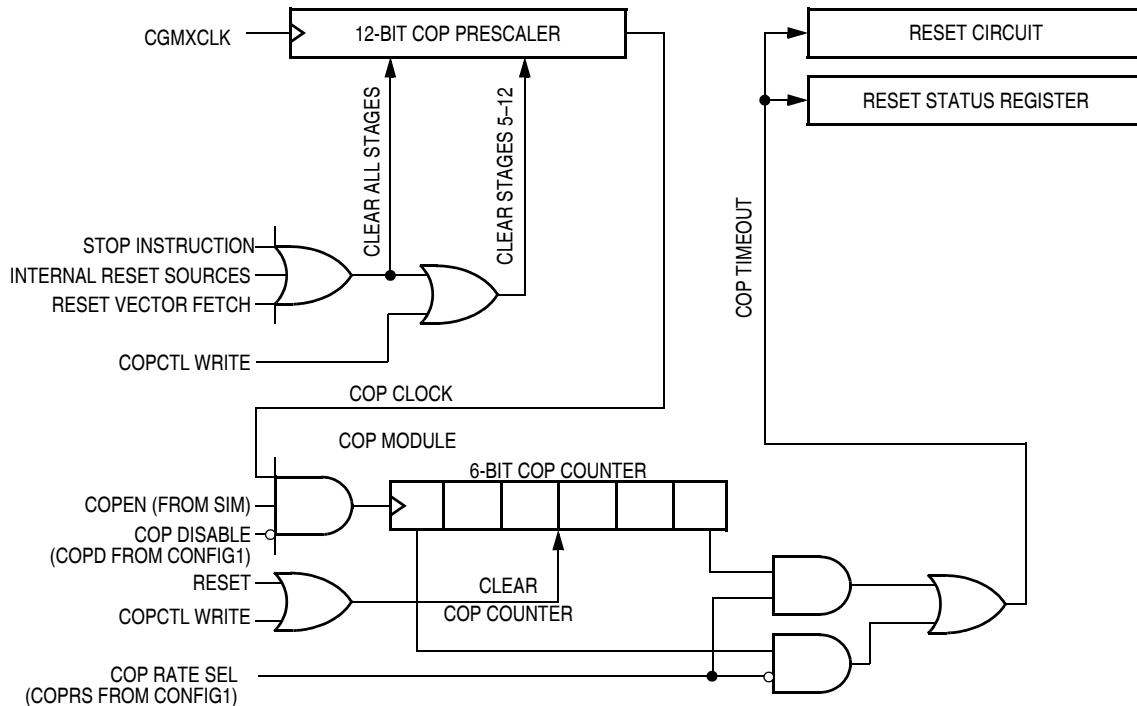 CGMXCLK
12-BIT COP PRESCALER
RESET CIRCUIT
RESET STATUS REGISTER
CLEAR ALL STAGES
CLEAR STAGES 5–12
COP TIMEOUT
STOP INSTRUCTION
INTERNAL RESET SOURCES
RESET VECTOR FETCH
COPCTL WRITE
COP CLOCK
COP MODULE
6-BIT COP COUNTER
COPEN (FROM SIM)
COP DISABLE
(COPD FROM CONFIG1)
RESET
COPCTL WRITE
CLEAR
COP COUNTER
COP RATE SEL
(COPRS FROM CONFIG1)